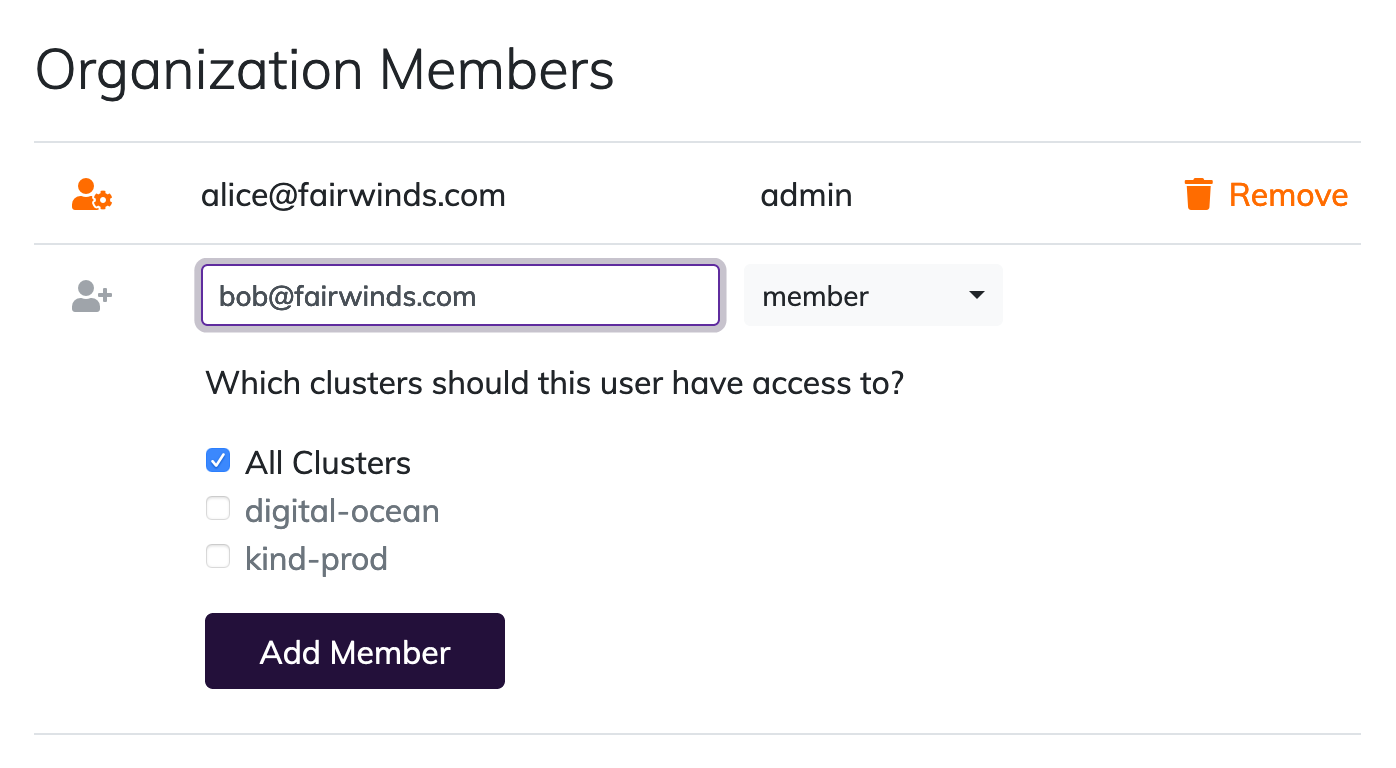 Organization Members
alice@fairwinds.com admin Remove
bob@fairwinds.com member
Which clusters should this user have access to?
All Clusters
digital-ocean
kind-prod
Add Member